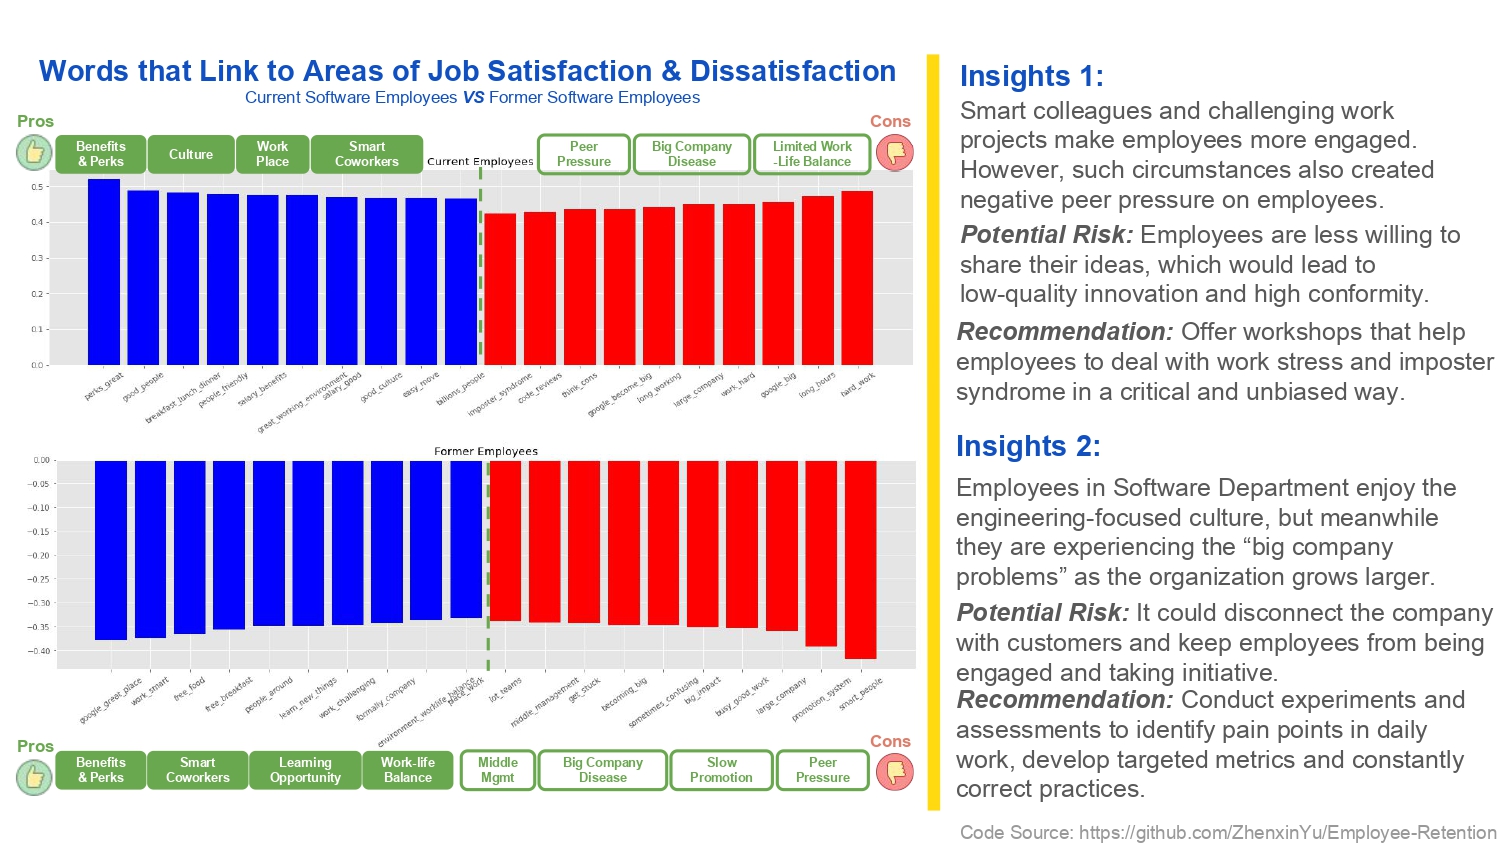 Words that Link to Areas of Job Satisfaction & Dissatisfaction
Current Software Employees VS Former Software Employees
Pros
Cons
Benefits
& Perks
Culture
Work
Place
Smart
Coworkers
Current Employees
Peer
Pressure
Big Company
Disease
Limited Work
-Life Balance
0.5
0.4
0.3
0.2
0.1
0.0
perks_great
good_people
breakfast_lunch_dinner
people_friendly
salary_benefits
great_working_environment
salary_good
good_culture
easy_move
billions_people
imposter_syndrome
code_reviews
think_cons
google_become_big
long_working
large_company
work_hard
google_big
long_hours
hard_work
Former Employees
0.00
−0.05
−0.10
−0.15
−0.20
−0.25
−0.30
−0.35
−0.40
google_great_place
work_smart
free_food
free_breakfast
people_around
learn_new_things
work_challenging
formally_company
environment_worklife_balance
place_work
lot_teams
middle_management
get_stuck
becoming_big
sometimes_confusing
big_impact
busy_good_work
large_company
promotion_system
smart_people
Pros
Cons
Benefits
& Perks
Smart
Coworkers
Learning
Opportunity
Work-life
Balance
Middle
Mgmt
Big Company
Disease
Slow
Promotion
Peer
Pressure
Insights 1:
Smart colleagues and challenging work
projects make employees more engaged.
However, such circumstances also created
negative peer pressure on employees.
Potential Risk: Employees are less willing to
share their ideas, which would lead to
low-quality innovation and high conformity.
Recommendation: Offer workshops that help
employees to deal with work stress and imposter
syndrome in a critical and unbiased way.
Insights 2:
Employees in Software Department enjoy the
engineering-focused culture, but meanwhile
they are experiencing the “big company
problems” as the organization grows larger.
Potential Risk: It could disconnect the company
with customers and keep employees from being
engaged and taking initiative.
Recommendation: Conduct experiments and
assessments to identify pain points in daily
work, develop targeted metrics and constantly
correct practices.
Code Source: https://github.com/ZhenxinYu/Employee-Retention